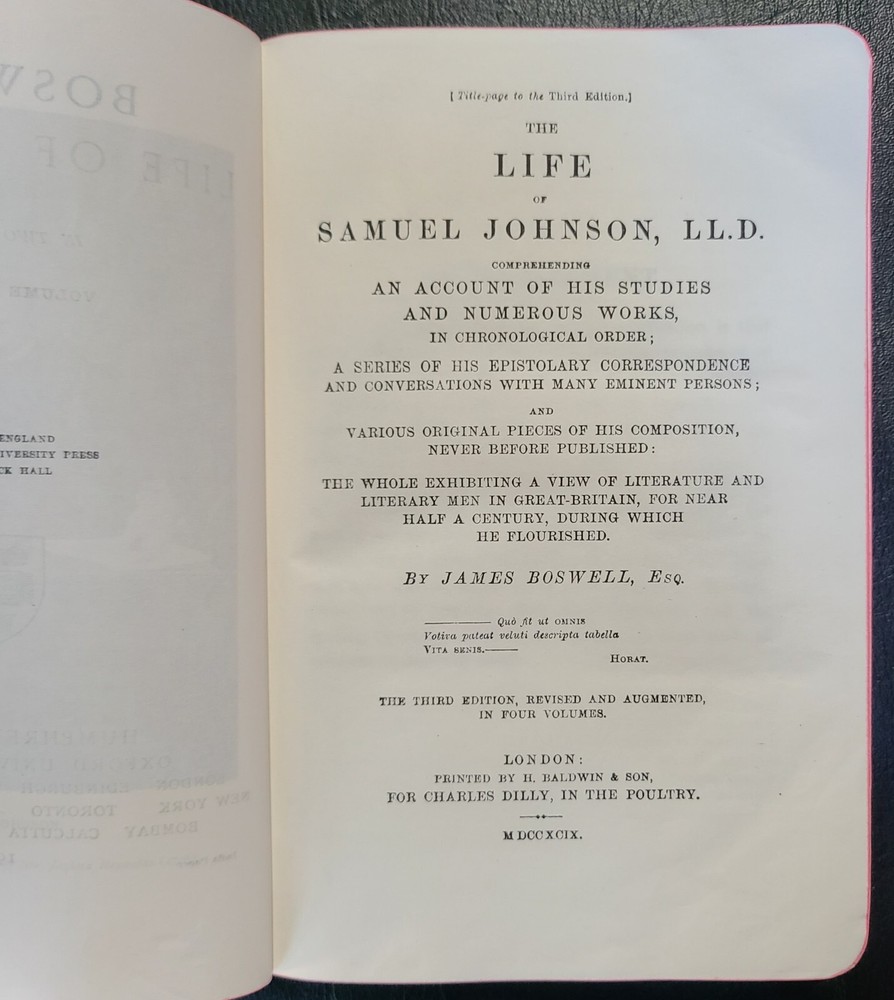 ENGLAND
PRESS
HALL
[Title-page to the Third Edition.]
THE
LIFE
OF
SAMUEL JOHNSON, LL.D.
COMPREHENDING
AN ACCOUNT OF HIS STUDIES
AND NUMEROUS WORKS,
IN CHRONOLOGICAL ORDER;
A SERIES OF HIS EPISTOLARY CORRESPONDENCE
AND CONVERSATIONS WITH MANY EMINENT PERSONS;
AND
VARIOUS ORIGINAL PIECES OF HIS COMPOSITION,
NEVER BEFORE PUBLISHED:
THE WHOLE EXHIBITING A VIEW OF LITERATURE AND
LITERARY MEN IN GREAT-BRITAIN, FOR NEAR
HALF A CENTURY, DURING WHICH
HE FLOURISHED.
BY JAMES BOSWELL, ESQ.
——— Quò fit ut OMNIS
Votiva pateat veluti descripta tabella
VITA SENIS.———
HORAT.
THE THIRD EDITION, REVISED AND AUGMENTED,
IN FOUR VOLUMES.
LONDON:
PRINTED BY H. BALDWIN & SON,
FOR CHARLES DILLY, IN THE POULTRY.
MDCCXCIX.